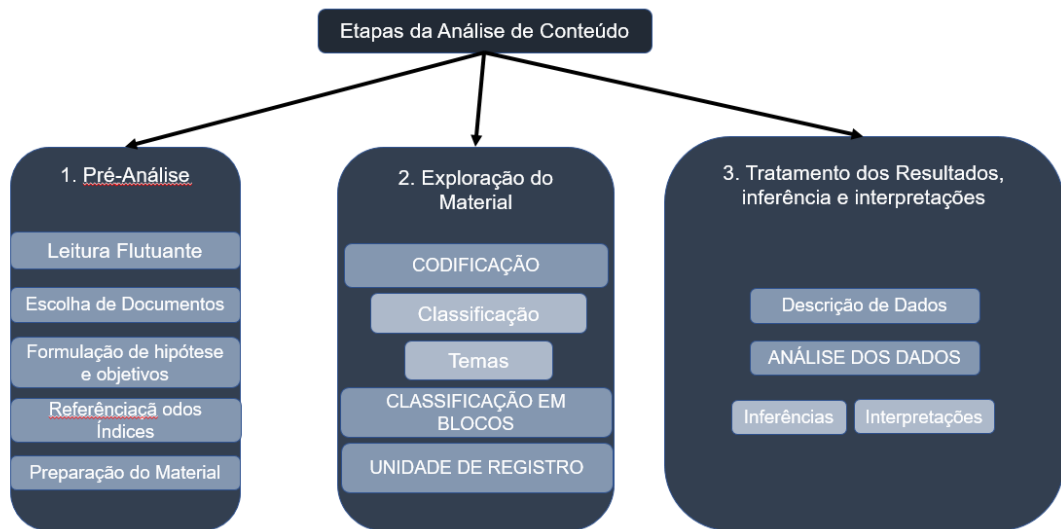 Etapas da Análise de Conteúdo
1. Pré-Análise
Leitura Flutuante
Escolha de Documentos
Formulação de hipótese
e objetivos
Referênciaçã odos
Índices
Preparação do Material
2. Exploração do
Material
CODIFICAÇÃO
Classificação
Temas
CLASSIFICAÇÃO EM
BLOCOS
UNIDADE DE REGISTRO
3. Tratamento dos Resultados,
inferência e interpretações
Descrição de Dados
ANÁLISE DOS DADOS
Inferências
Interpretações